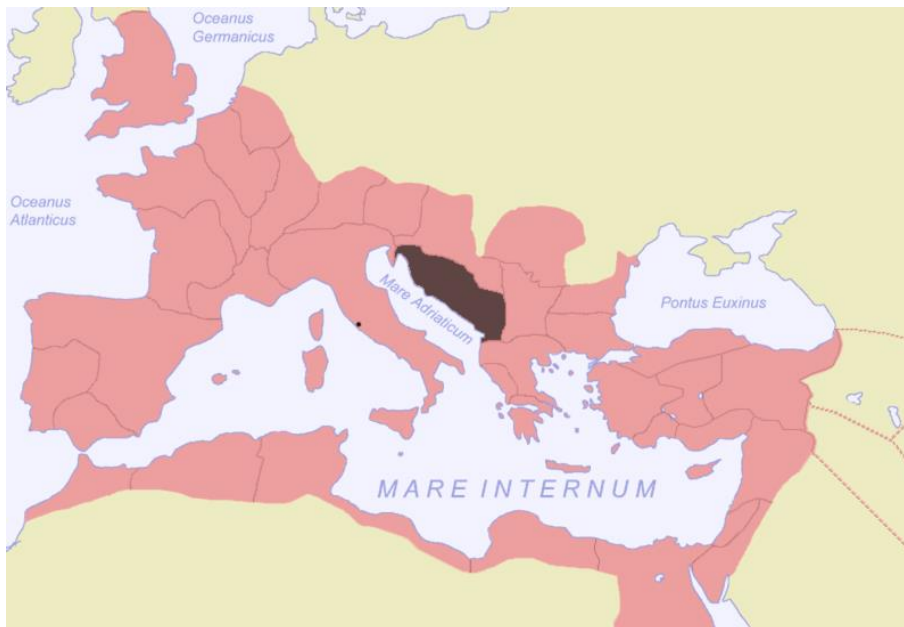 Oceanus
Germanicus
Oceanus
Atlanticus
Mare Adriaticum
Pontus Euxinus
MARE INTERNUM